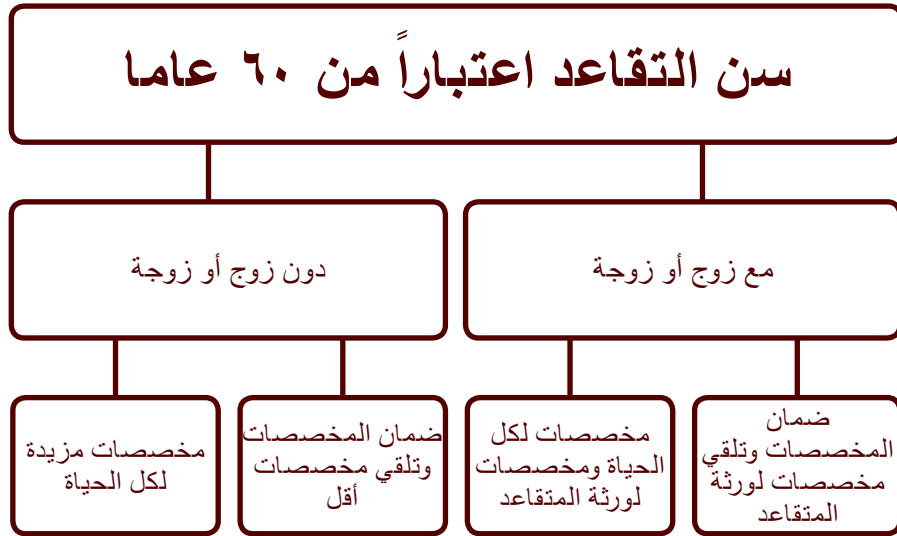 سن التقاعد اعتباراً من ٦٠ عاما
مع زوج أو زوجة
دون زوج أو زوجة
ضمان
المخصصات وتلقي
مخصصات لورثة
المتقاعد
مخصصات لكل
الحياة ومخصصات
لورثة المتقاعد
ضمان المخصصات
وتلقي مخصصات
أقل
مخصصات مزيدة
لكل الحياة